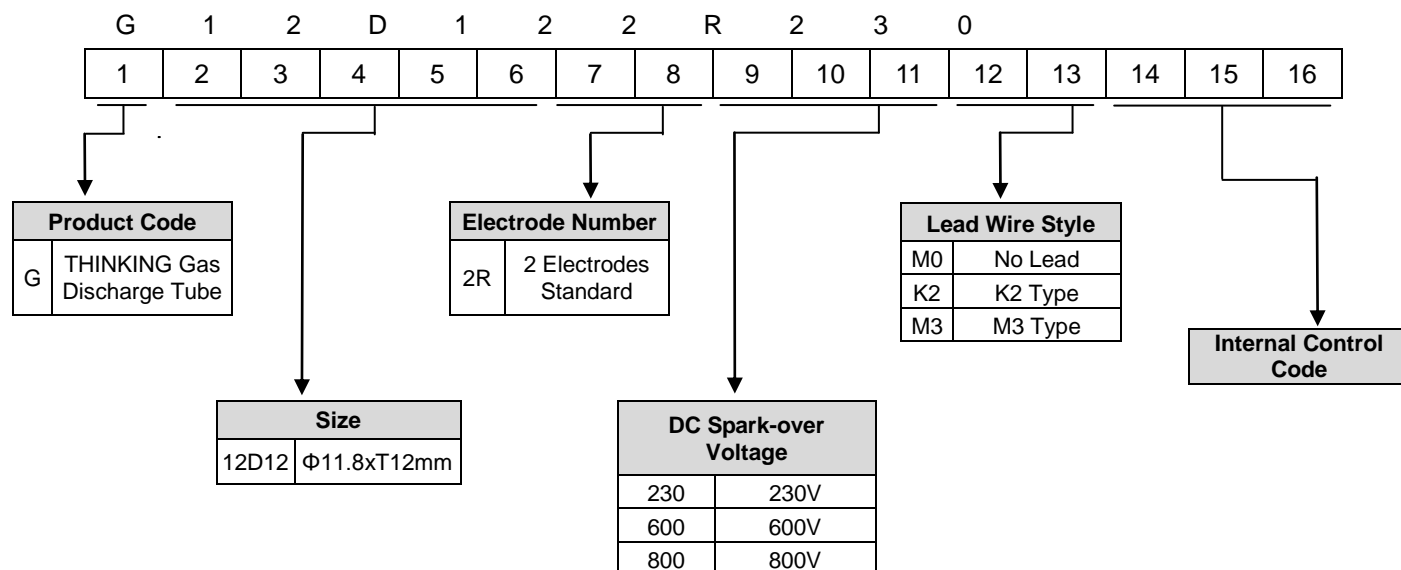 G 1 2 D 1 2 2 R 2 3 0
1 2 3 4 5 6 7 8 9 10 11 12 13 14 15 16
Product Code
G THINKING Gas
Discharge Tube
Electrode Number
2R 2 Electrodes
Standard
Lead Wire Style
M0 No Lead
K2 K2 Type
M3 M3 Type
Internal Control
Code
Size
12D12 Φ11.8xT12mm
DC Spark-over
Voltage
230 230V
600 600V
800 800V